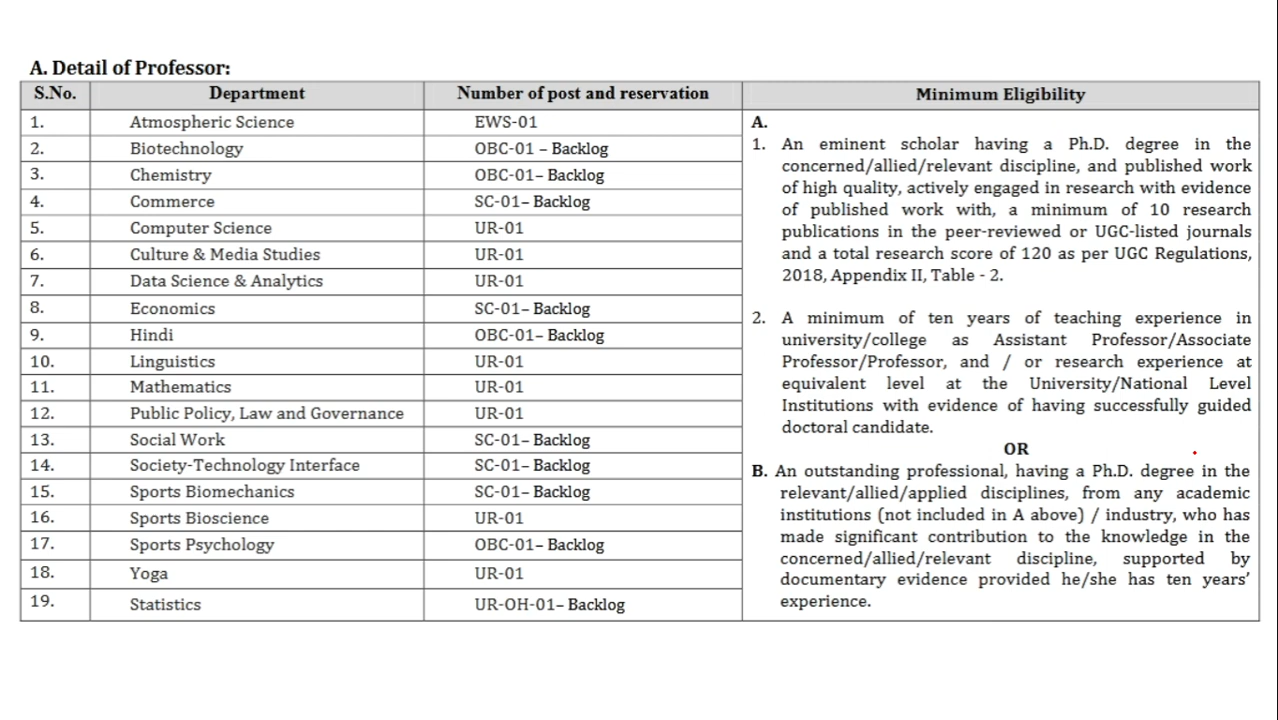 A. Detail of Professor:
S.No. Department Number of post and reservation Minimum Eligibility
1. Atmospheric Science EWS-01
2. Biotechnology OBC-01 – Backlog
3. Chemistry OBC-01– Backlog
4. Commerce SC-01– Backlog
5. Computer Science UR-01
6. Culture & Media Studies UR-01
7. Data Science & Analytics UR-01
8. Economics SC-01– Backlog
9. Hindi OBC-01– Backlog
10. Linguistics UR-01
11. Mathematics UR-01
12. Public Policy, Law and Governance UR-01
13. Social Work SC-01– Backlog
14. Society-Technology Interface SC-01– Backlog
15. Sports Biomechanics SC-01– Backlog
16. Sports Bioscience UR-01
17. Sports Psychology OBC-01– Backlog
18. Yoga UR-01
19. Statistics UR-OH-01– Backlog
A.
1. An eminent scholar having a Ph.D. degree in the
concerned/allied/relevant discipline, and published work
of high quality, actively engaged in research with evidence
of published work with, a minimum of 10 research
publications in the peer-reviewed or UGC-listed journals
and a total research score of 120 as per UGC Regulations,
2018, Appendix II, Table - 2.
2. A minimum of ten years of teaching experience in
university/college as Assistant Professor/Associate
Professor/Professor, and / or research experience at
equivalent level at the University/National Level
Institutions with evidence of having successfully guided
doctoral candidate.
OR
B. An outstanding professional, having a Ph.D. degree in the
relevant/allied/applied disciplines, from any academic
institutions (not included in A above) / industry, who has
made significant contribution to the knowledge in the
concerned/allied/relevant discipline, supported by
documentary evidence provided he/she has ten years’
experience.